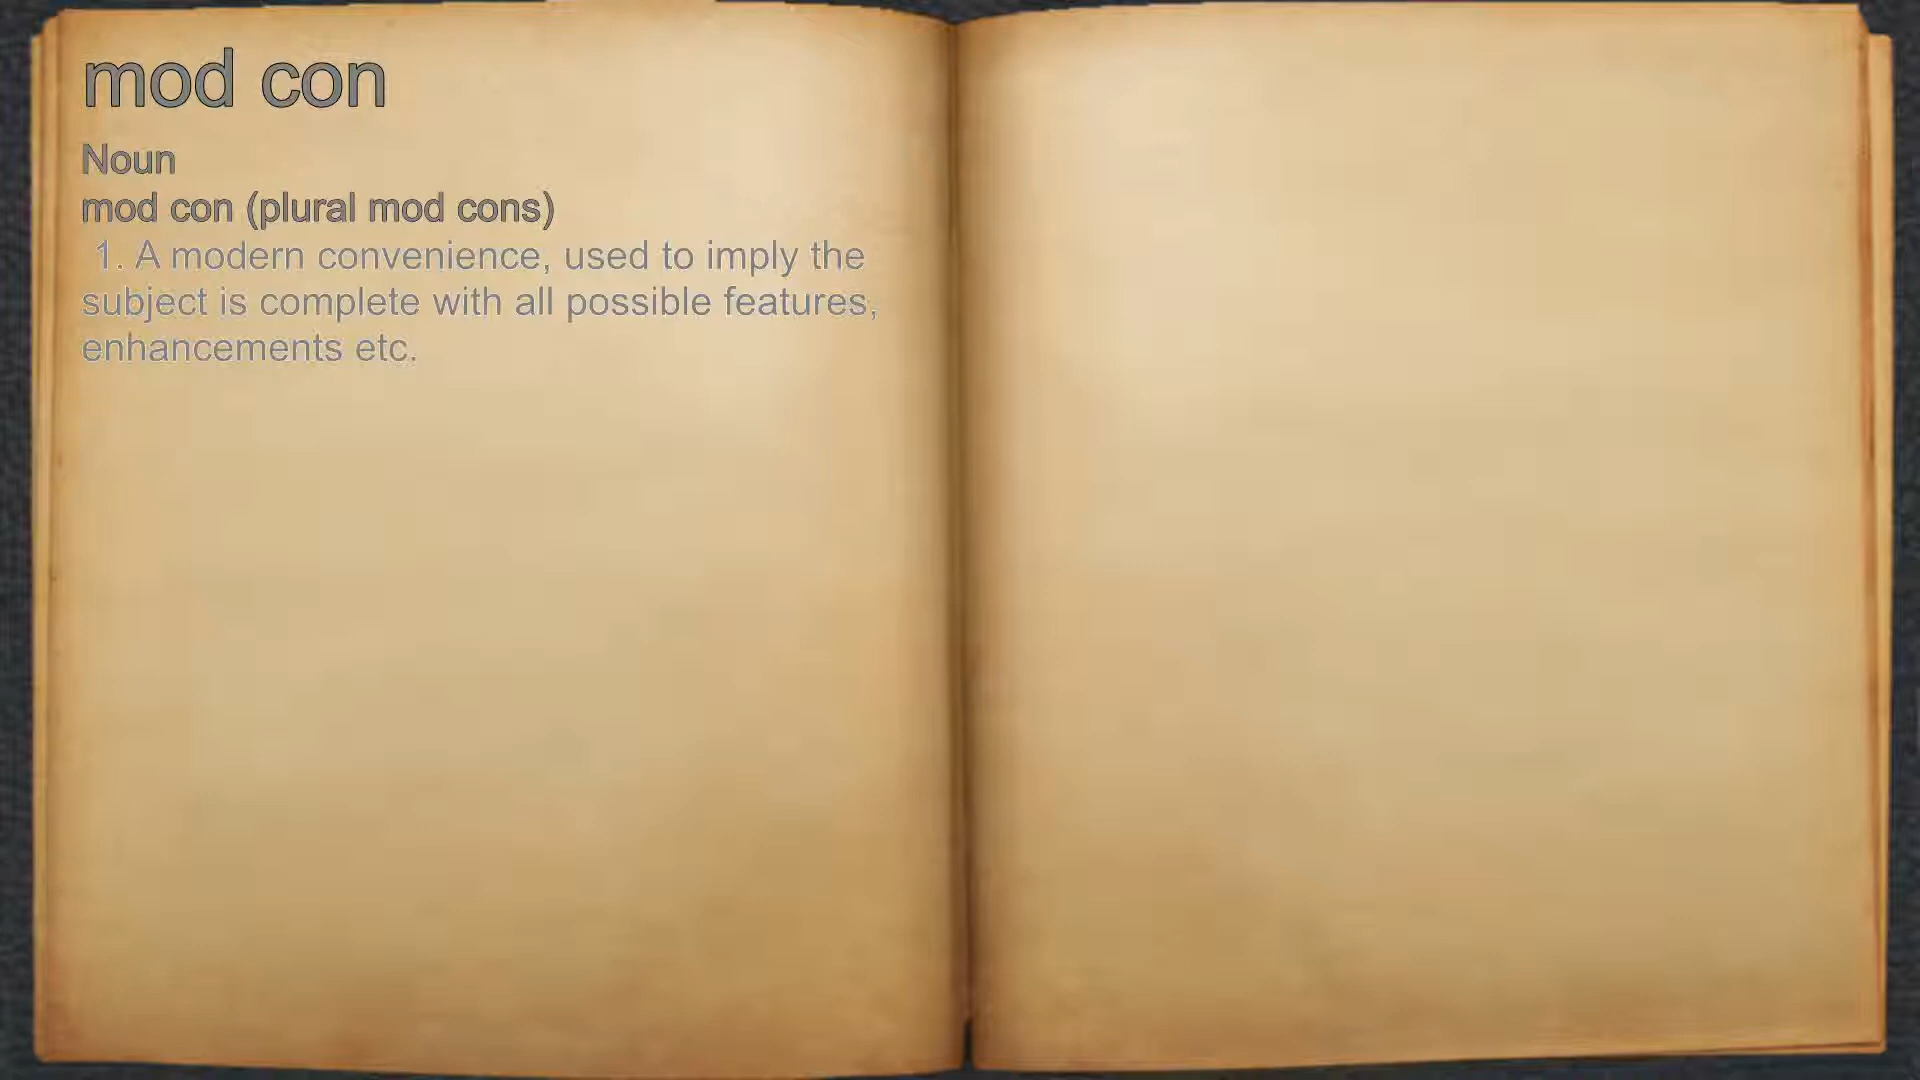 mod con
Noun
mod con (plural mod cons)
1. A modern convenience, used to imply the
subject is complete with all possible features,
enhancements etc.